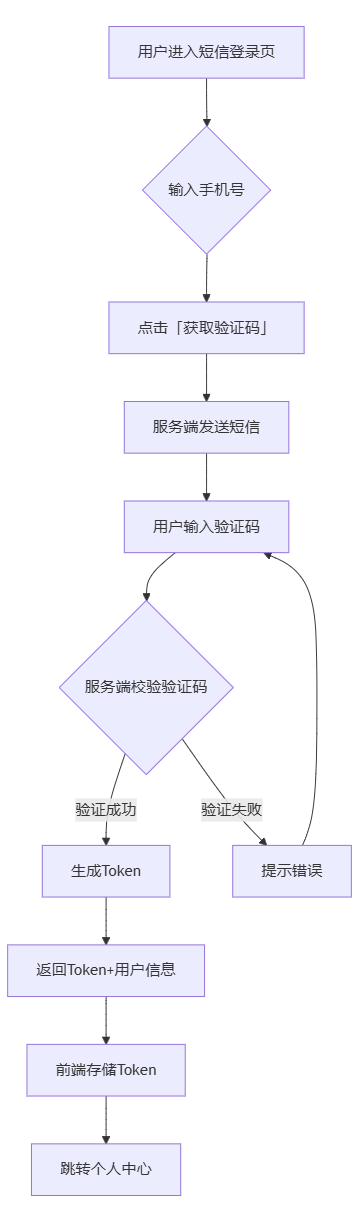 用户进入短信登录页
输入手机号
点击「获取验证码」
服务端发送短信
用户输入验证码
服务端校验验证码
验证成功
验证失败
生成Token
提示错误
返回Token+用户信息
前端存储Token
跳转个人中心